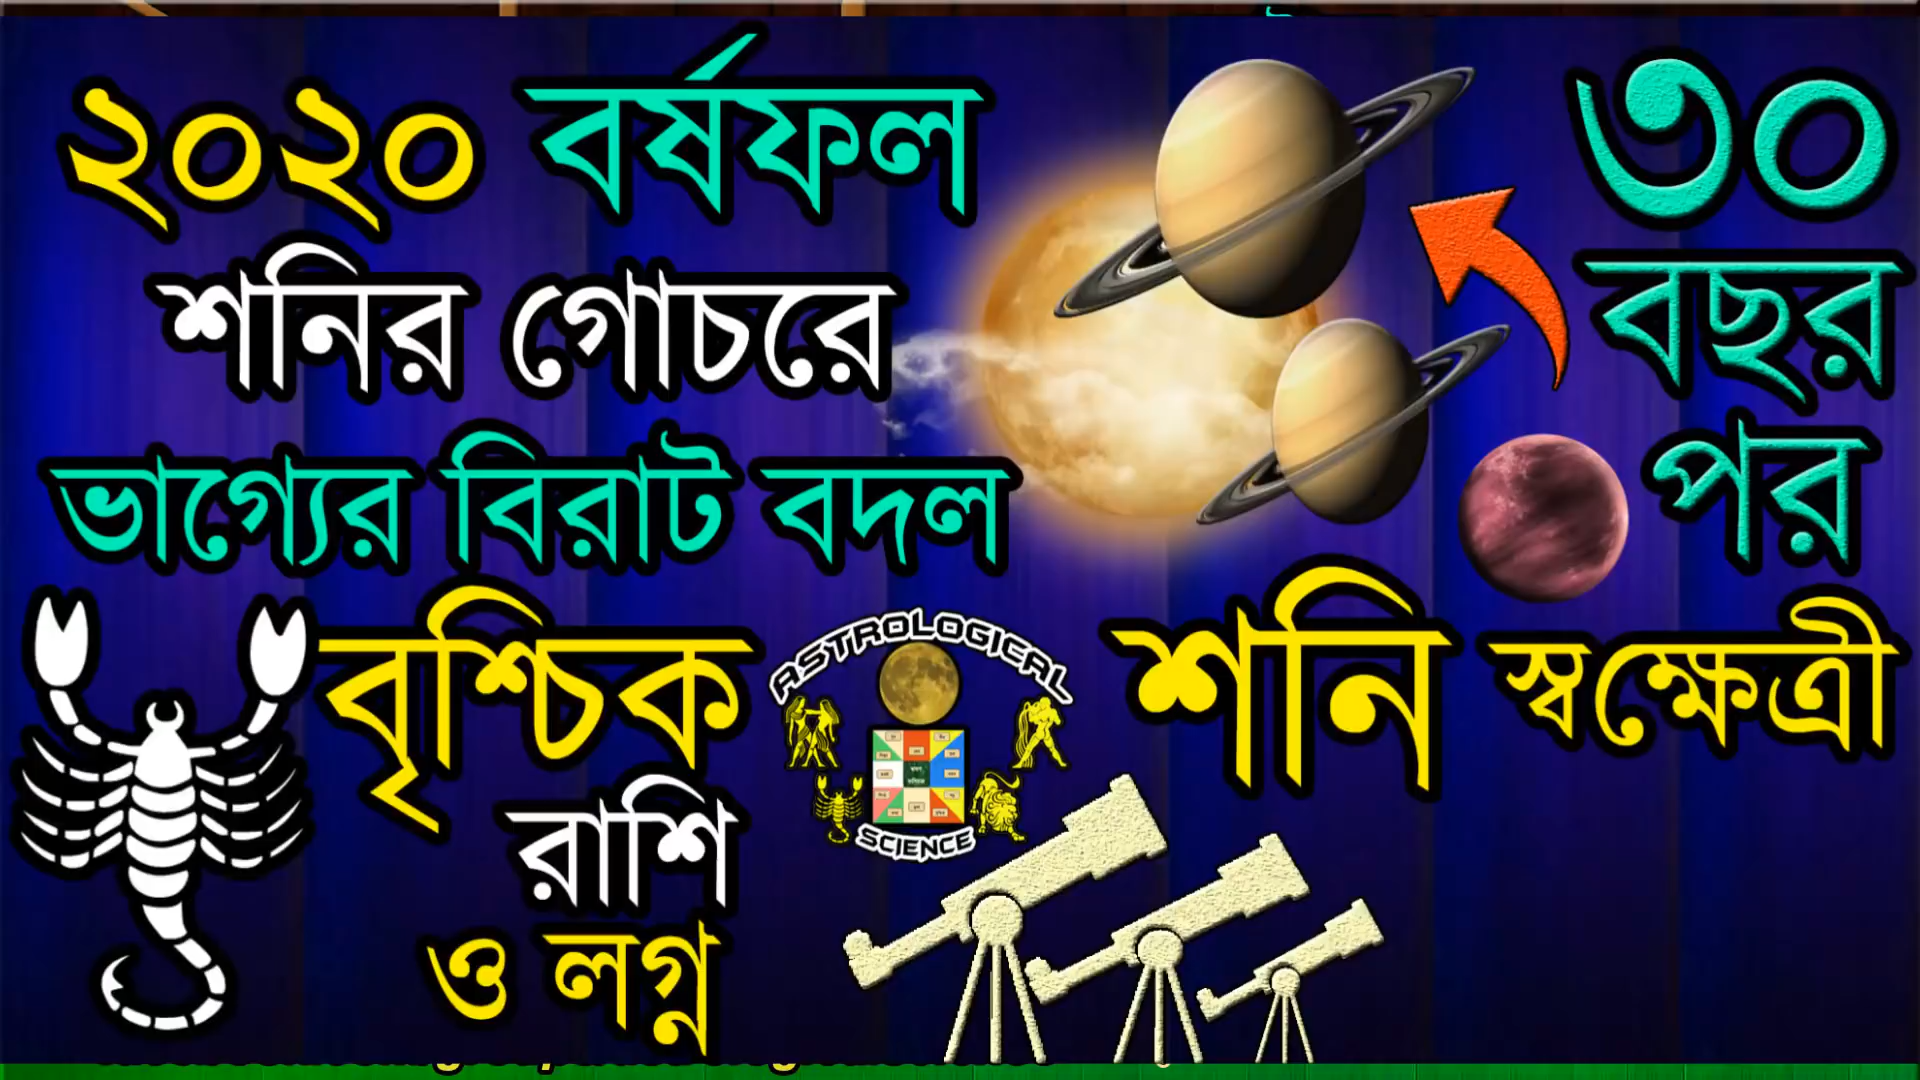 ২০২০ বর্ষফল
শনির গোচরে
ভাগ্যের বিরাট বদল
বৃশ্চিক
রাশি
ও লগ্ন
৩০
বছর
পর
শনি স্বক্ষেত্রী
ASTROLOGICAL
SCIENCE